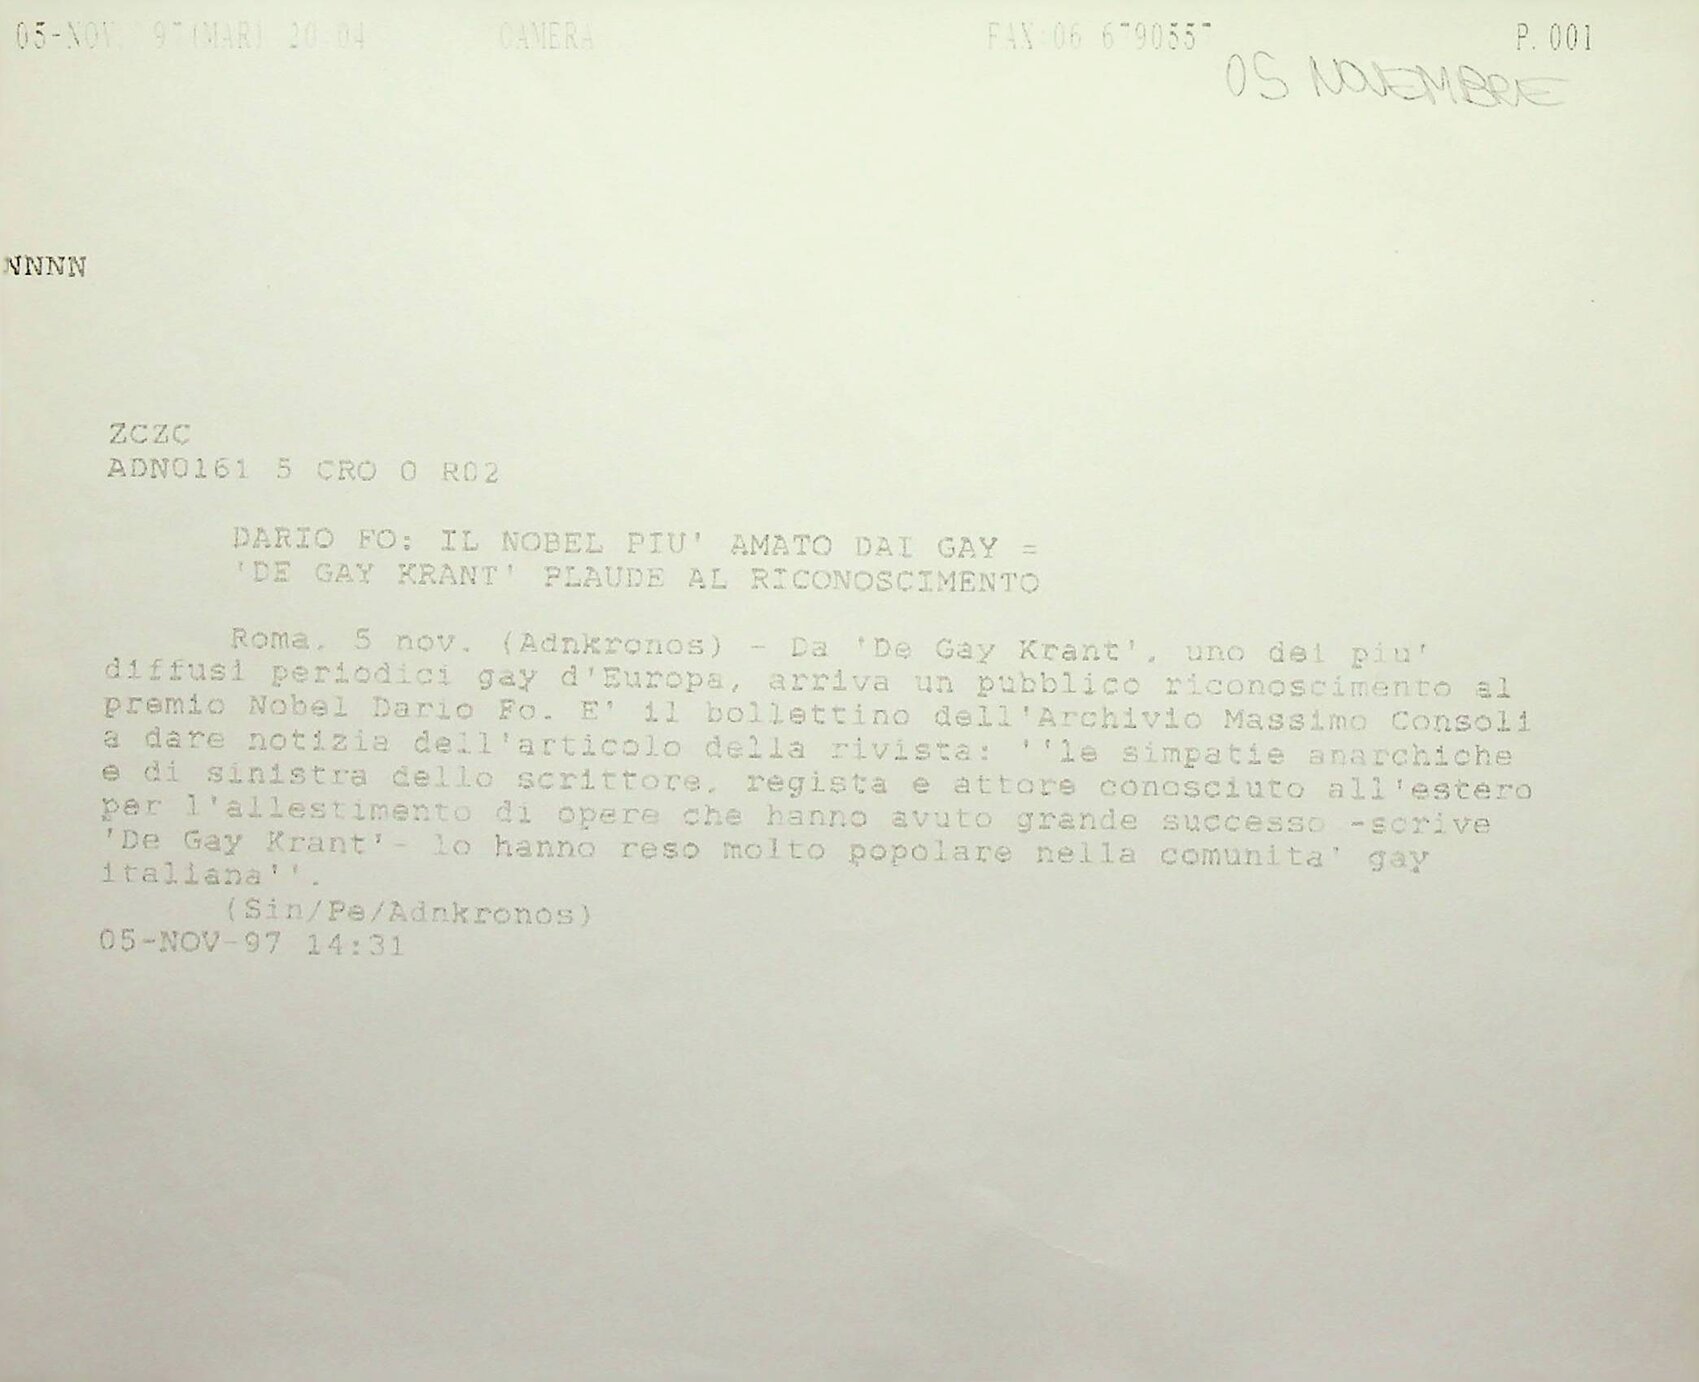 05-NOV. 97(MAR) 20:04 CAMERA FAX 06 6790557 P. 001
05 NOVEMBRE
NNNN
ZCZC
ADN0161 5 CRO 0 R02
DARIO FO: IL NOBEL PIU' AMATO DAI GAY =
'DE GAY KRANT' PLAUDE AL RICONOSCIMENTO
Roma, 5 nov. (Adnkronos) - Da 'De Gay Krant', uno dei piu'
diffusi periodici gay d'Europa, arriva un pubblico riconoscimento al
premio Nobel Dario Fo. E' il bollettino dell'Archivio Massimo Consoli
a dare notizia dell'articolo della rivista: ''le simpatie anarchiche
e di sinistra dello scrittore, regista e attore conosciuto all'estero
per l'allestimento di opere che hanno avuto grande successo -scrive
'De Gay Krant'- lo hanno reso molto popolare nella comunita' gay
italiana''.
(Sin/Pe/Adnkronos)
05-NOV-97 14:31